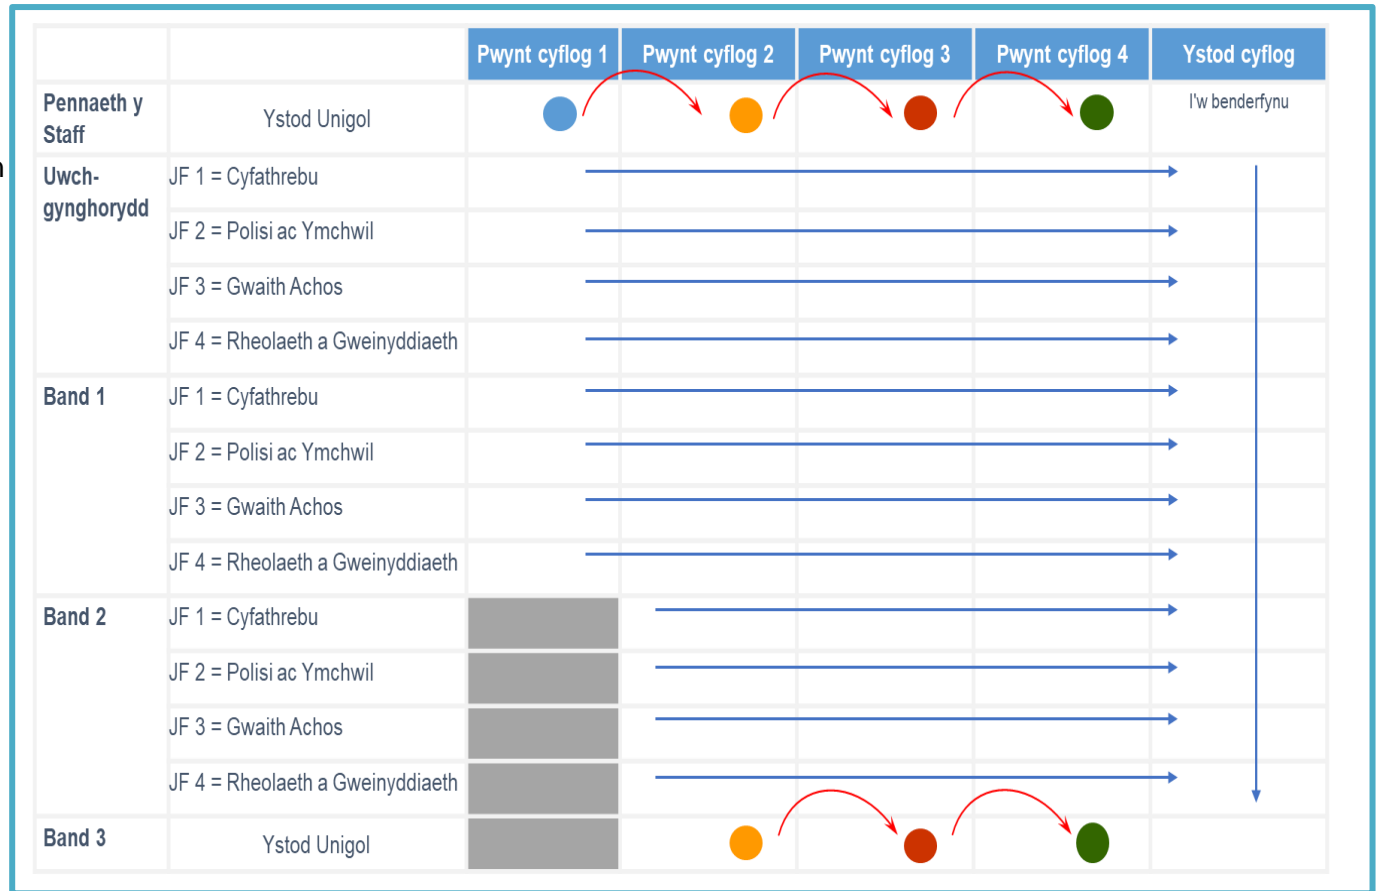 Pwynt cyflog 1 Pwynt cyflog 2 Pwynt cyflog 3 Pwynt cyflog 4 Ystod cyflog
Pennaeth y
Staff
Ystod Unigol
I'w benderfynu
Uwch-
gynghorydd
JF 1 = Cyfathrebu
JF 2 = Polisi ac Ymchwil
JF 3 = Gwaith Achos
JF 4 = Rheolaeth a Gweinyddiaeth
Band 1
JF 1 = Cyfathrebu
JF 2 = Polisi ac Ymchwil
JF 3 = Gwaith Achos
JF 4 = Rheolaeth a Gweinyddiaeth
Band 2
JF 1 = Cyfathrebu
JF 2 = Polisi ac Ymchwil
JF 3 = Gwaith Achos
JF 4 = Rheolaeth a Gweinyddiaeth
Band 3
Ystod Unigol